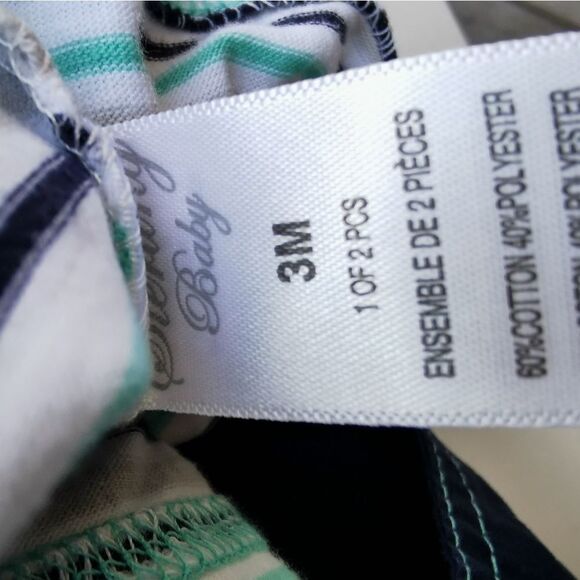 Baby
3M
1 OF 2 PCS
ENSEMBLE DE 2 PIÈCES
60%COTTON 40%POLYESTER